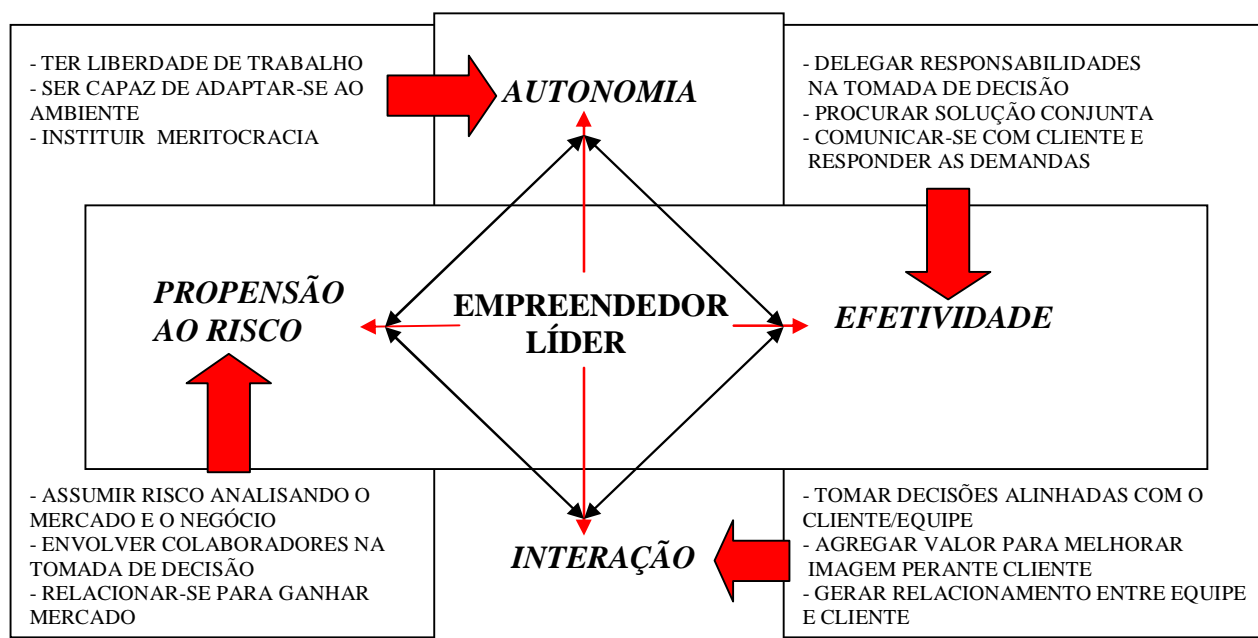 - TER LIBERDADE DE TRABALHO
- SER CAPAZ DE ADAPTAR-SE AO
AMBIENTE
- INSTITUIR MERITOCRACIA
AUTONOMIA
- DELEGAR RESPONSABILIDADES
NA TOMADA DE DECISÃO
- PROCURAR SOLUÇÃO CONJUNTA
- COMUNICAR-SE COM CLIENTE E
RESPONDER AS DEMANDAS
PROPENSÃO
AO RISCO
EMPREENDEDOR
LÍDER
EFETIVIDADE
- ASSUMIR RISCO ANALISANDO O
MERCADO E O NEGÓCIO
- ENVOLVER COLABORADORES NA
TOMADA DE DECISÃO
- RELACIONAR-SE PARA GANHAR
MERCADO
INTERAÇÃO
- TOMAR DECISÕES ALINHADAS COM O
CLIENTE/EQUIPE
- AGREGAR VALOR PARA MELHORAR
IMAGEM PERANTE CLIENTE
- GERAR RELACIONAMENTO ENTRE EQUIPE
E CLIENTE